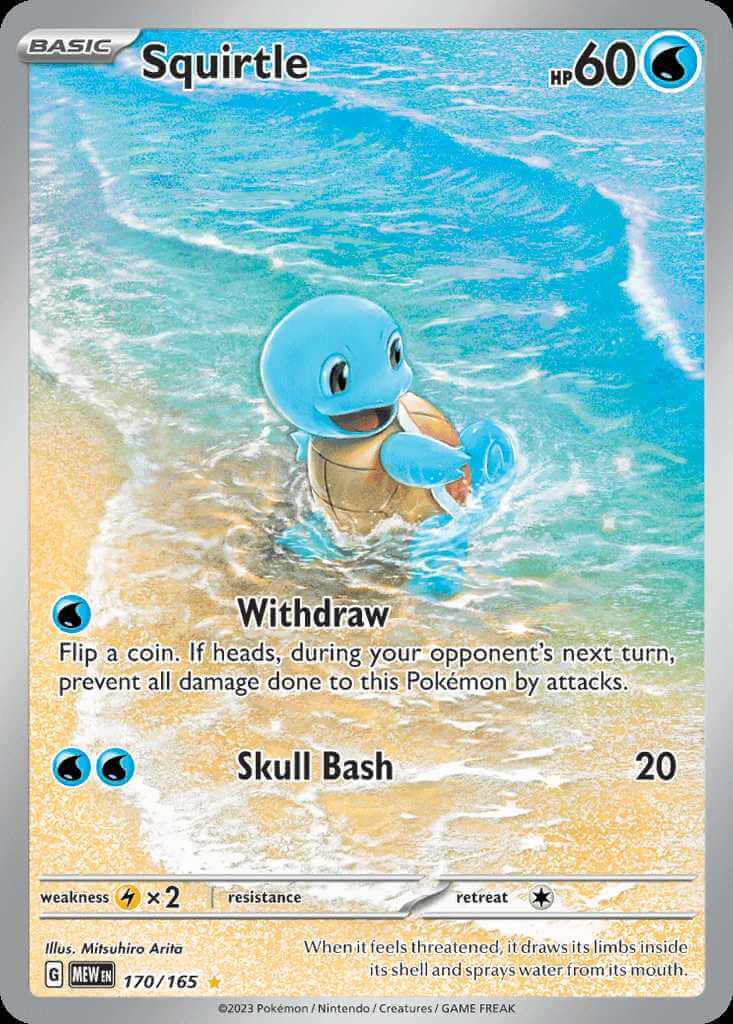 BASIC Squirtle HP60
Withdraw
Flip a coin. If heads, during your opponent's next turn,
prevent all damage done to this Pokémon by attacks.
Skull Bash 20
weakness ×2 resistance retreat
Illus. Mitsuhiro Arita
When it feels threatened, it draws its limbs inside
its shell and sprays water from its mouth.
G MEW EN 170/165
©2023 Pokémon / Nintendo / Creatures / GAME FREAK